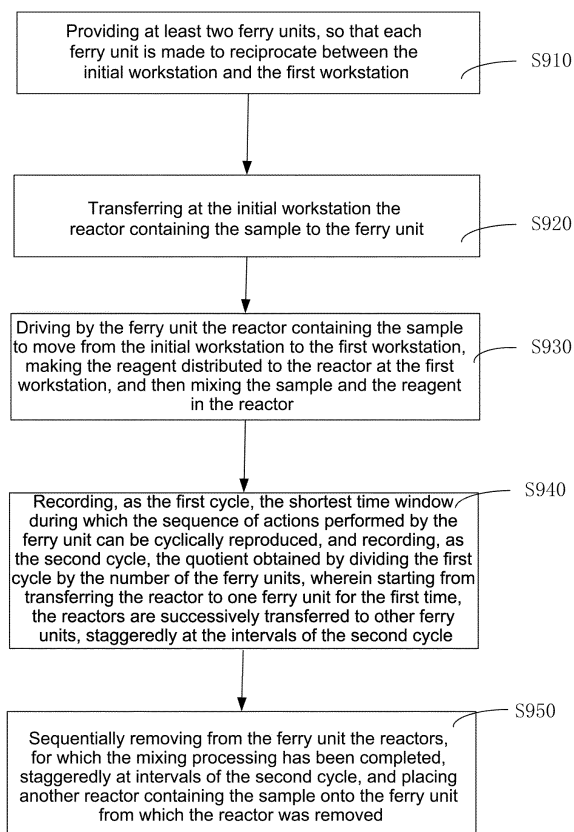 Providing at least two ferry units, so that each
ferry unit is made to reciprocate between the
initial workstation and the first workstation
S910
Transferring at the initial workstation the
reactor containing the sample to the ferry unit
S920
Driving by the ferry unit the reactor containing the sample
to move from the initial workstation to the first workstation,
making the reagent distributed to the reactor at the first
workstation, and then mixing the sample and the reagent
in the reactor
S930
Recording, as the first cycle, the shortest time window
during which the sequence of actions performed by the
ferry unit can be cyclically reproduced, and recording, as
the second cycle, the quotient obtained by dividing the first
cycle by the number of the ferry units, wherein starting from
transferring the reactor to one ferry unit for the first time,
the reactors are successively transferred to other ferry
units, staggeredly at the intervals of the second cycle
S940
Sequentially removing from the ferry unit the reactors,
for which the mixing processing has been completed,
staggeredly at intervals of the second cycle, and placing
another reactor containing the sample onto the ferry unit
from which the reactor was removed
S950